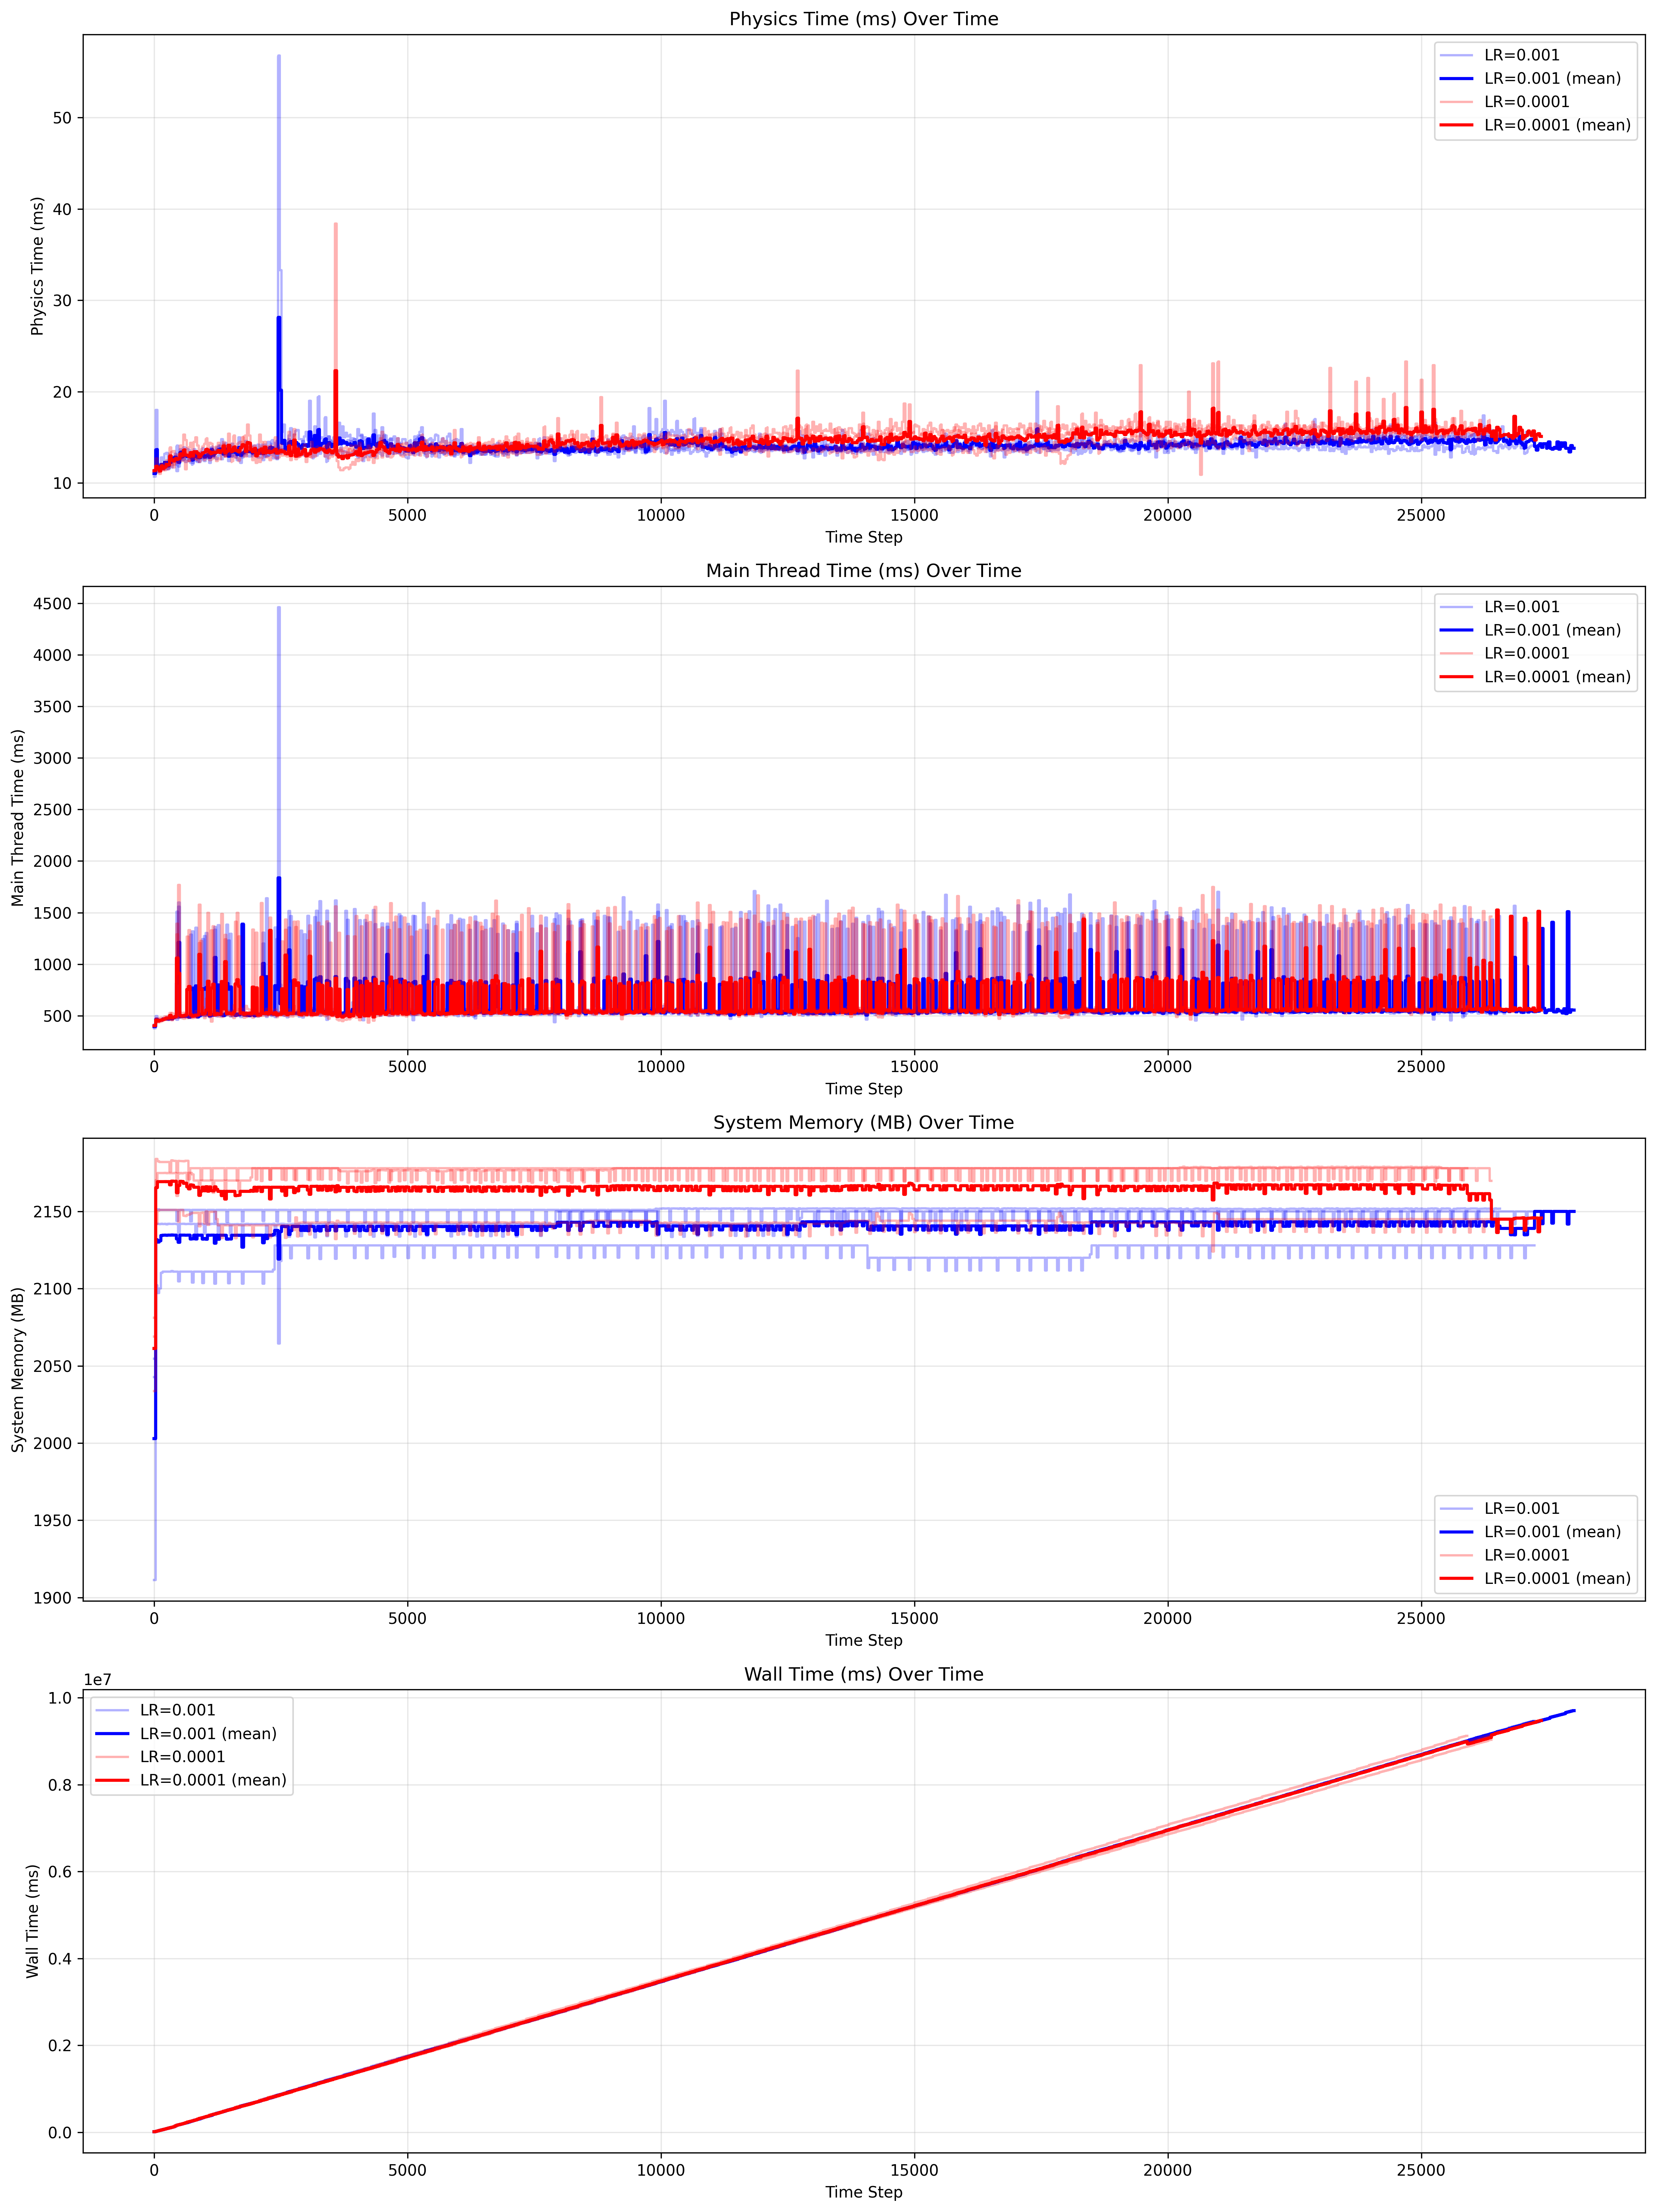 Physics Time (ms) Over Time
Physics Time (ms)
50
40
30
20
10
LR=0.001
LR=0.001 (mean)
LR=0.0001
LR=0.0001 (mean)
0
5000
10000
15000
20000
25000
Time Step
Main Thread Time (ms) Over Time
Main Thread Time (ms)
4500
4000
3500
3000
2500
2000
1500
1000
500
LR=0.001
LR=0.001 (mean)
LR=0.0001
LR=0.0001 (mean)
0
5000
10000
15000
20000
25000
Time Step
System Memory (MB) Over Time
System Memory (MB)
2150
2100
2050
2000
1950
1900
LR=0.001
LR=0.001 (mean)
LR=0.0001
LR=0.0001 (mean)
0
5000
10000
15000
20000
25000
Time Step
Wall Time (ms) Over Time
1e7
Wall Time (ms)
1.0
0.8
0.6
0.4
0.2
0.0
LR=0.001
LR=0.001 (mean)
LR=0.0001
LR=0.0001 (mean)
0
5000
10000
15000
20000
25000
Time Step